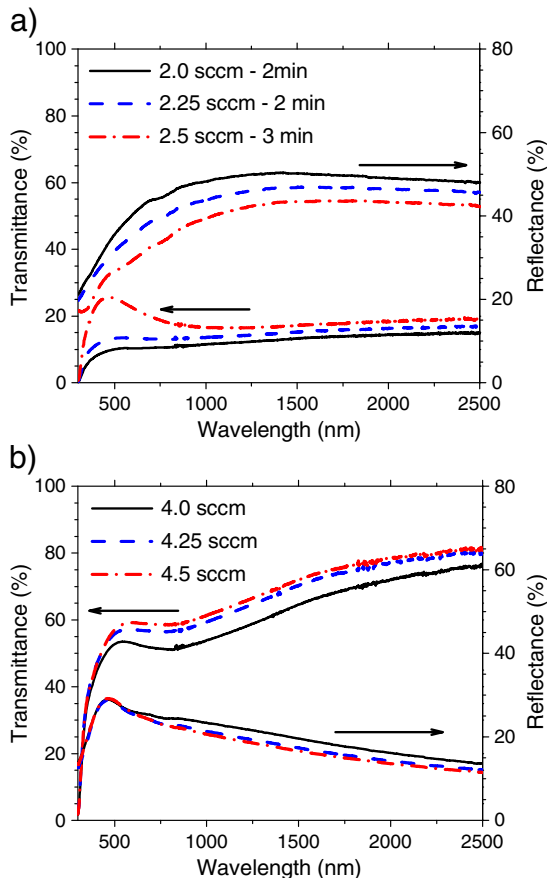 a)
100
80
60
40
20
0
Transmittance (%)
80
60
40
20
0
Reflectance (%)
2.0 sccm - 2min
2.25 sccm - 2 min
2.5 sccm - 3 min
500
1000
1500
2000
2500
Wavelength (nm)
b)
100
80
60
40
20
0
Transmittance (%)
80
60
40
20
0
Reflectance (%)
4.0 sccm
4.25 sccm
4.5 sccm
500
1000
1500
2000
2500
Wavelength (nm)